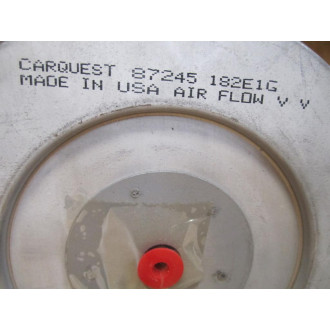 CARQUEST 87245 182E1G
MADE IN USA AIR FLOW V V